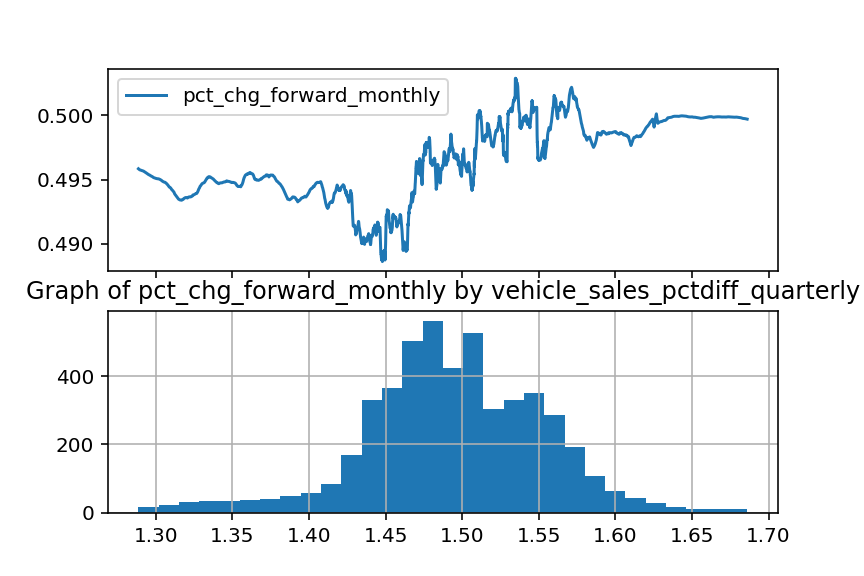 pct_chg_forward_monthly
0.500
0.495
0.490
Graph of pct_chg_forward_monthly by vehicle_sales_pctdiff_quarterly
400
200
0
1.30 1.35 1.40 1.45 1.50 1.55 1.60 1.65 1.70